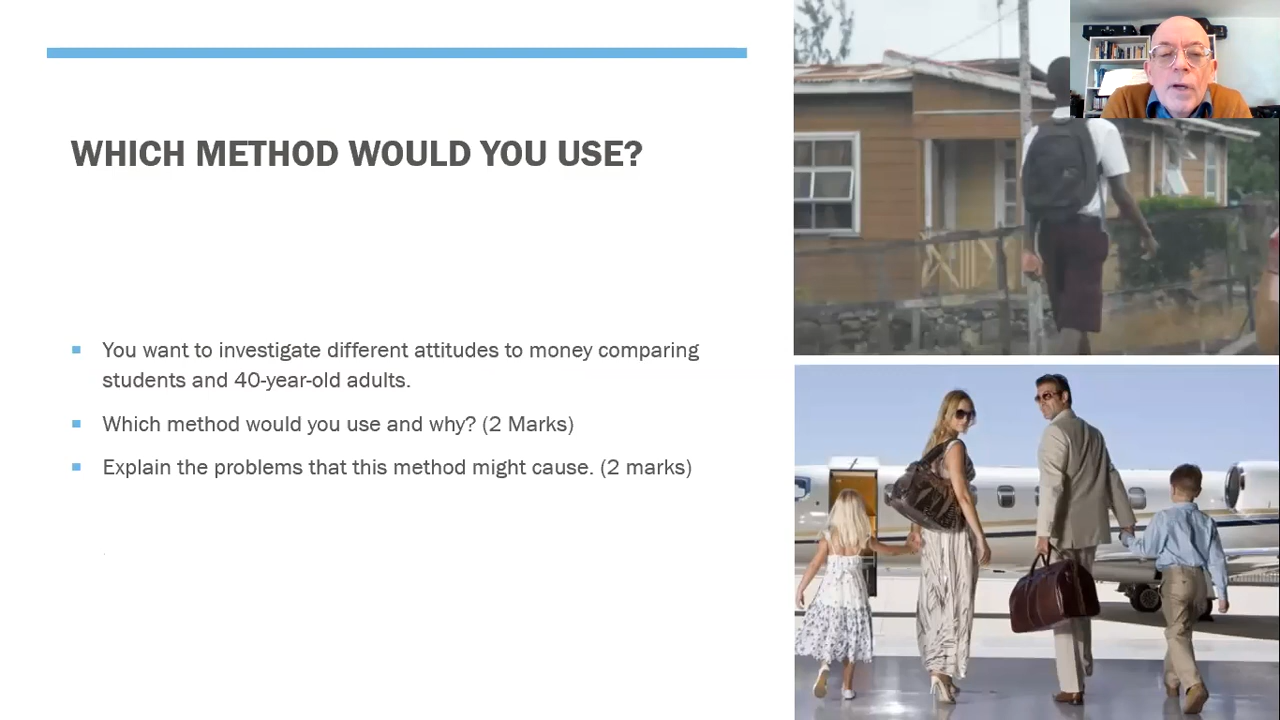 WHICH METHOD WOULD YOU USE?
You want to investigate different attitudes to money comparing
students and 40-year-old adults.
Which method would you use and why? (2 Marks)
Explain the problems that this method might cause. (2 marks)